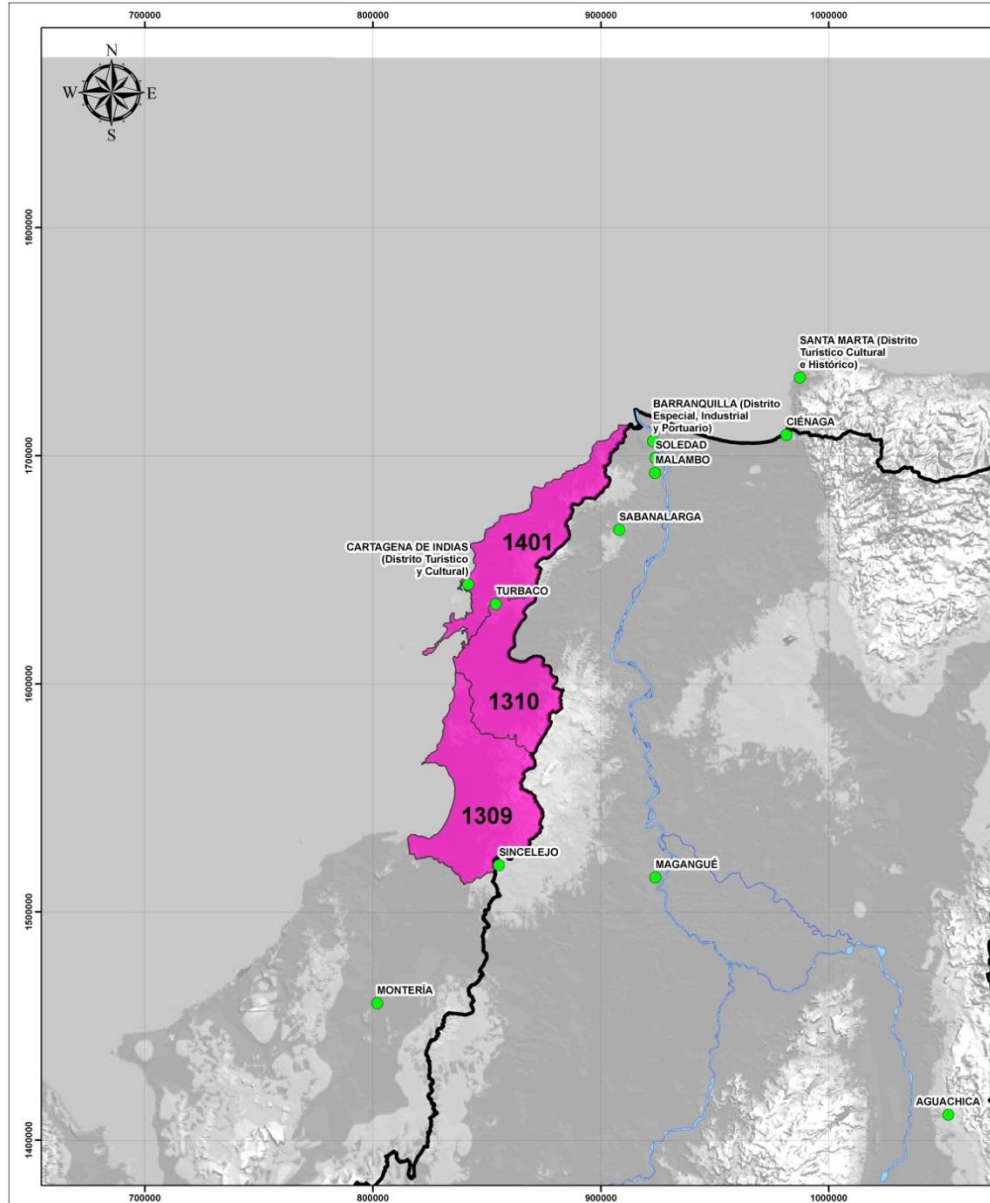 700000
800000
900000
1000000
N
W
E
S
1800000
SANTA MARTA (Distrito
Turístico Cultural
e Histórico)
BARRANQUILLA (Distrito
Especial, Industrial
y Portuario)
CIÉNAGA
SOLEDAD
1700000
MALAMBO
SABANALARGA
1401
CARTAGENA DE INDIAS
(Distrito Turístico
y Cultural)
TURBACO
1600000
1310
1309
SINCELEJO
MAGANGUÉ
1500000
MONTERÍA
AGUACHICA
1400000
700000
800000
900000
1000000